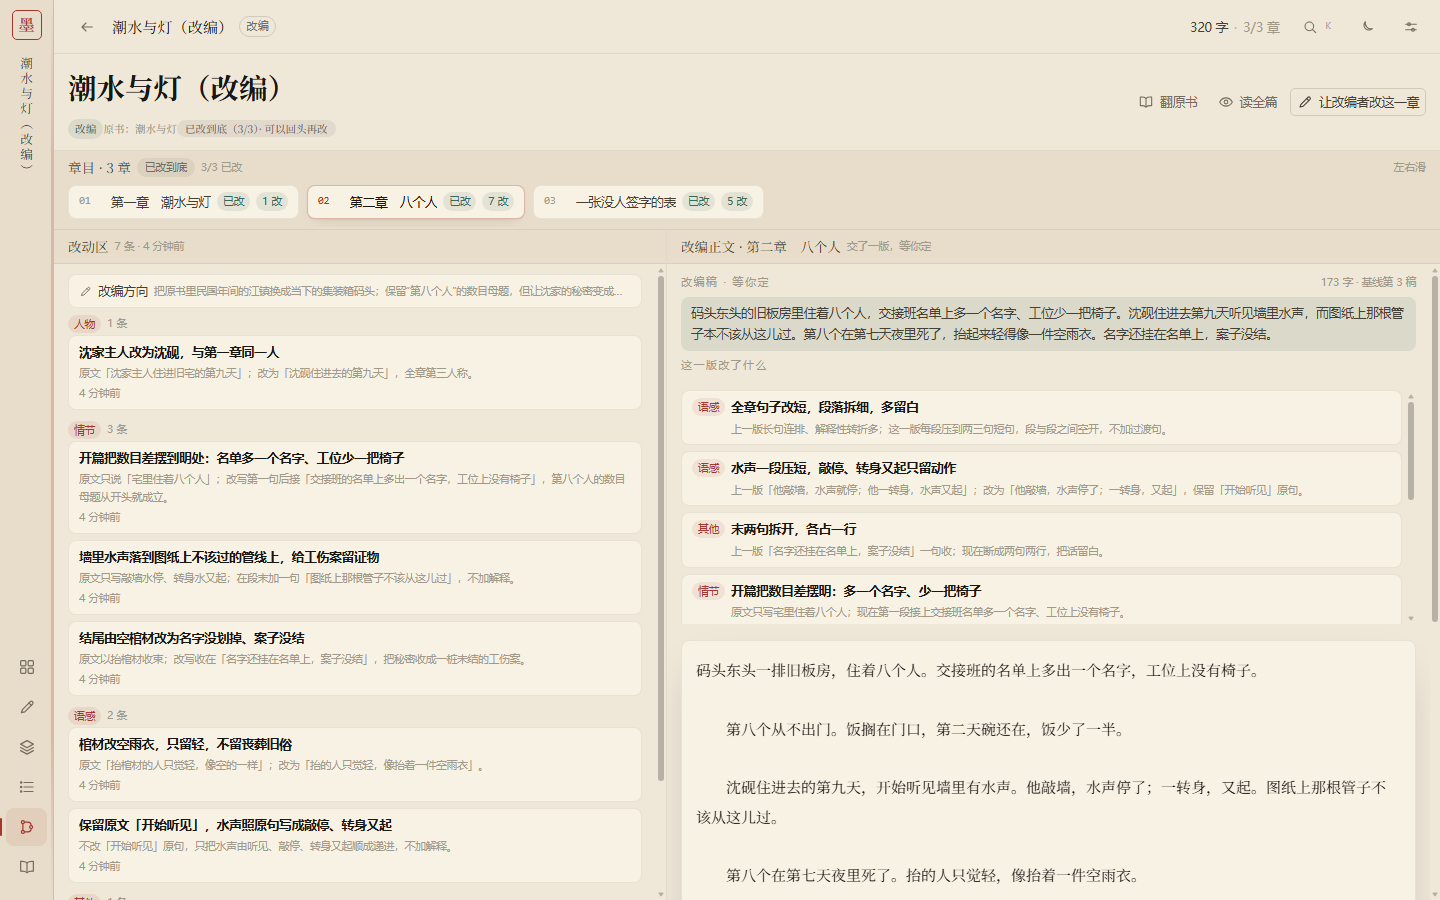 墨
潮水与灯（改编）
潮水与灯（改编） 改编
320 字 · 3/3 章
K
潮水与灯（改编）
翻原书 读全篇 让改编者改这一章
改编 原书：潮水与灯 已改到底（3/3）· 可以回头再改
章目 · 3 章 已改到底 3/3 已改
左右滑
01 第一章 潮水与灯 已改 1 改
02 第二章 八个人 已改 7 改
03 一张没人签字的表 已改 5 改
改动区 7 条 · 4 分钟前
改编方向 把原书里民国年间的江镇换成当下的集装箱码头；保留“第八个人”的数目母题，但让沈家的秘密变成…
人物 1 条
沈家主人改为沈砚，与第一章同一人
原文「沈家主人住进旧宅的第九天」；改为「沈砚住进去的第九天」，全章第三人称。
4 分钟前
情节 3 条
开篇把数目差摆到明处：名单多一个名字、工位少一把椅子
原文只说「宅里住着八个人」；改写第一句后接「交接班的名单上多出一个名字，工位上没有椅子」，第八个人的数目
母题从开头就成立。
4 分钟前
墙里水声落到图纸上不该过的管线上，给工伤案留证物
原文只写敲墙水停、转身水又起；在段末加一句「图纸上那根管子不该从这儿过」，不加解释。
4 分钟前
结尾由空棺材改为名字没划掉、案子没结
原文以抬棺材收束；改写收在「名字还挂在名单上，案子没结」，把秘密收成一桩未结的工伤案。
4 分钟前
语感 2 条
棺材改空雨衣，只留轻，不留丧葬旧俗
原文「抬棺材的人只觉轻，像空的一样」；改为「抬的人只觉轻，像抬着一件空雨衣」。
4 分钟前
保留原文「开始听见」，水声照原句写成敲停、转身又起
不改「开始听见」原句，只把水声由听见、敲停、转身又起顺成递进，不加解释。
4 分钟前
改编正文 · 第二章 八个人 交了一版，等你定
改编稿 · 等你定
173 字 · 基线第 3 稿
码头东头的旧板房里住着八个人，交接班名单上多一个名字、工位少一把椅子。沈砚住进去第九天听见墙里水声，而图纸上那根管
子本不该从这儿过。第八个在第七天夜里死了，抬起来轻得像一件空雨衣。名字还挂在名单上，案子没结。
这一版改了什么
语感 全章句子改短，段落拆细，多留白
上一版长句连排、解释性转折多；这一版每段压到两三句短句，段与段之间空开，不加过渡句。
语感 水声一段压短，敲停、转身又起只留动作
上一版「他敲墙，水声就停；他一转身，水声又起」；改为「他敲墙，水声停了；一转身，又起」，保留「开始听见」原句。
其他 末两句拆开，各占一行
上一版「名字还挂在名单上，案子没结」一句收；现在断成两句两行，把话留白。
情节 开篇把数目差摆明：多一个名字、少一把椅子
原文只写宅里住着八个人；现在第一段接上交接班名单多一个名字、工位上没有椅子。
码头东头一排旧板房，住着八个人。交接班的名单上多出一个名字，工位上没有椅子。
第八个从不出门。饭搁在门口，第二天碗还在，饭少了一半。
沈砚住进去的第九天，开始听见墙里有水声。他敲墙，水声停了；一转身，又起。图纸上那根管子不
该从这儿过。
第八个在第七天夜里死了。抬的人只觉轻，像抬着一件空雨衣。